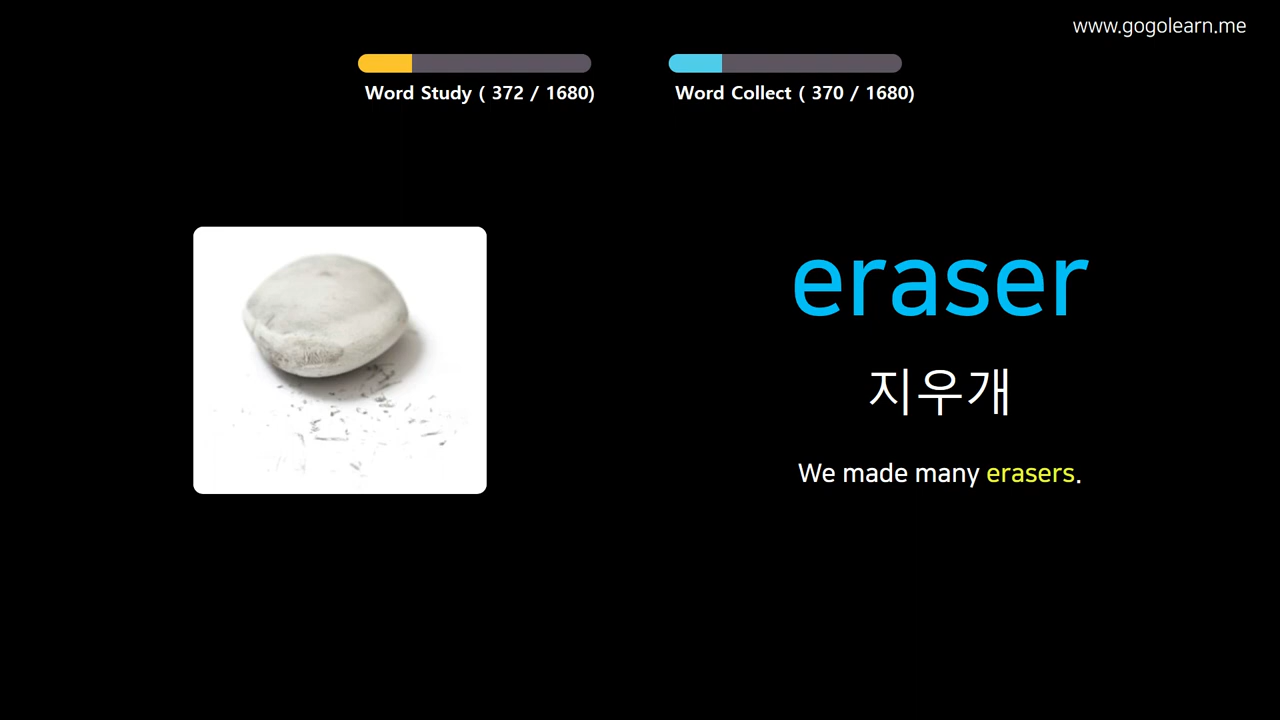 www.gogolearn.me
Word Study ( 372 / 1680)
Word Collect ( 370 / 1680)
eraser
지우개
We made many erasers.